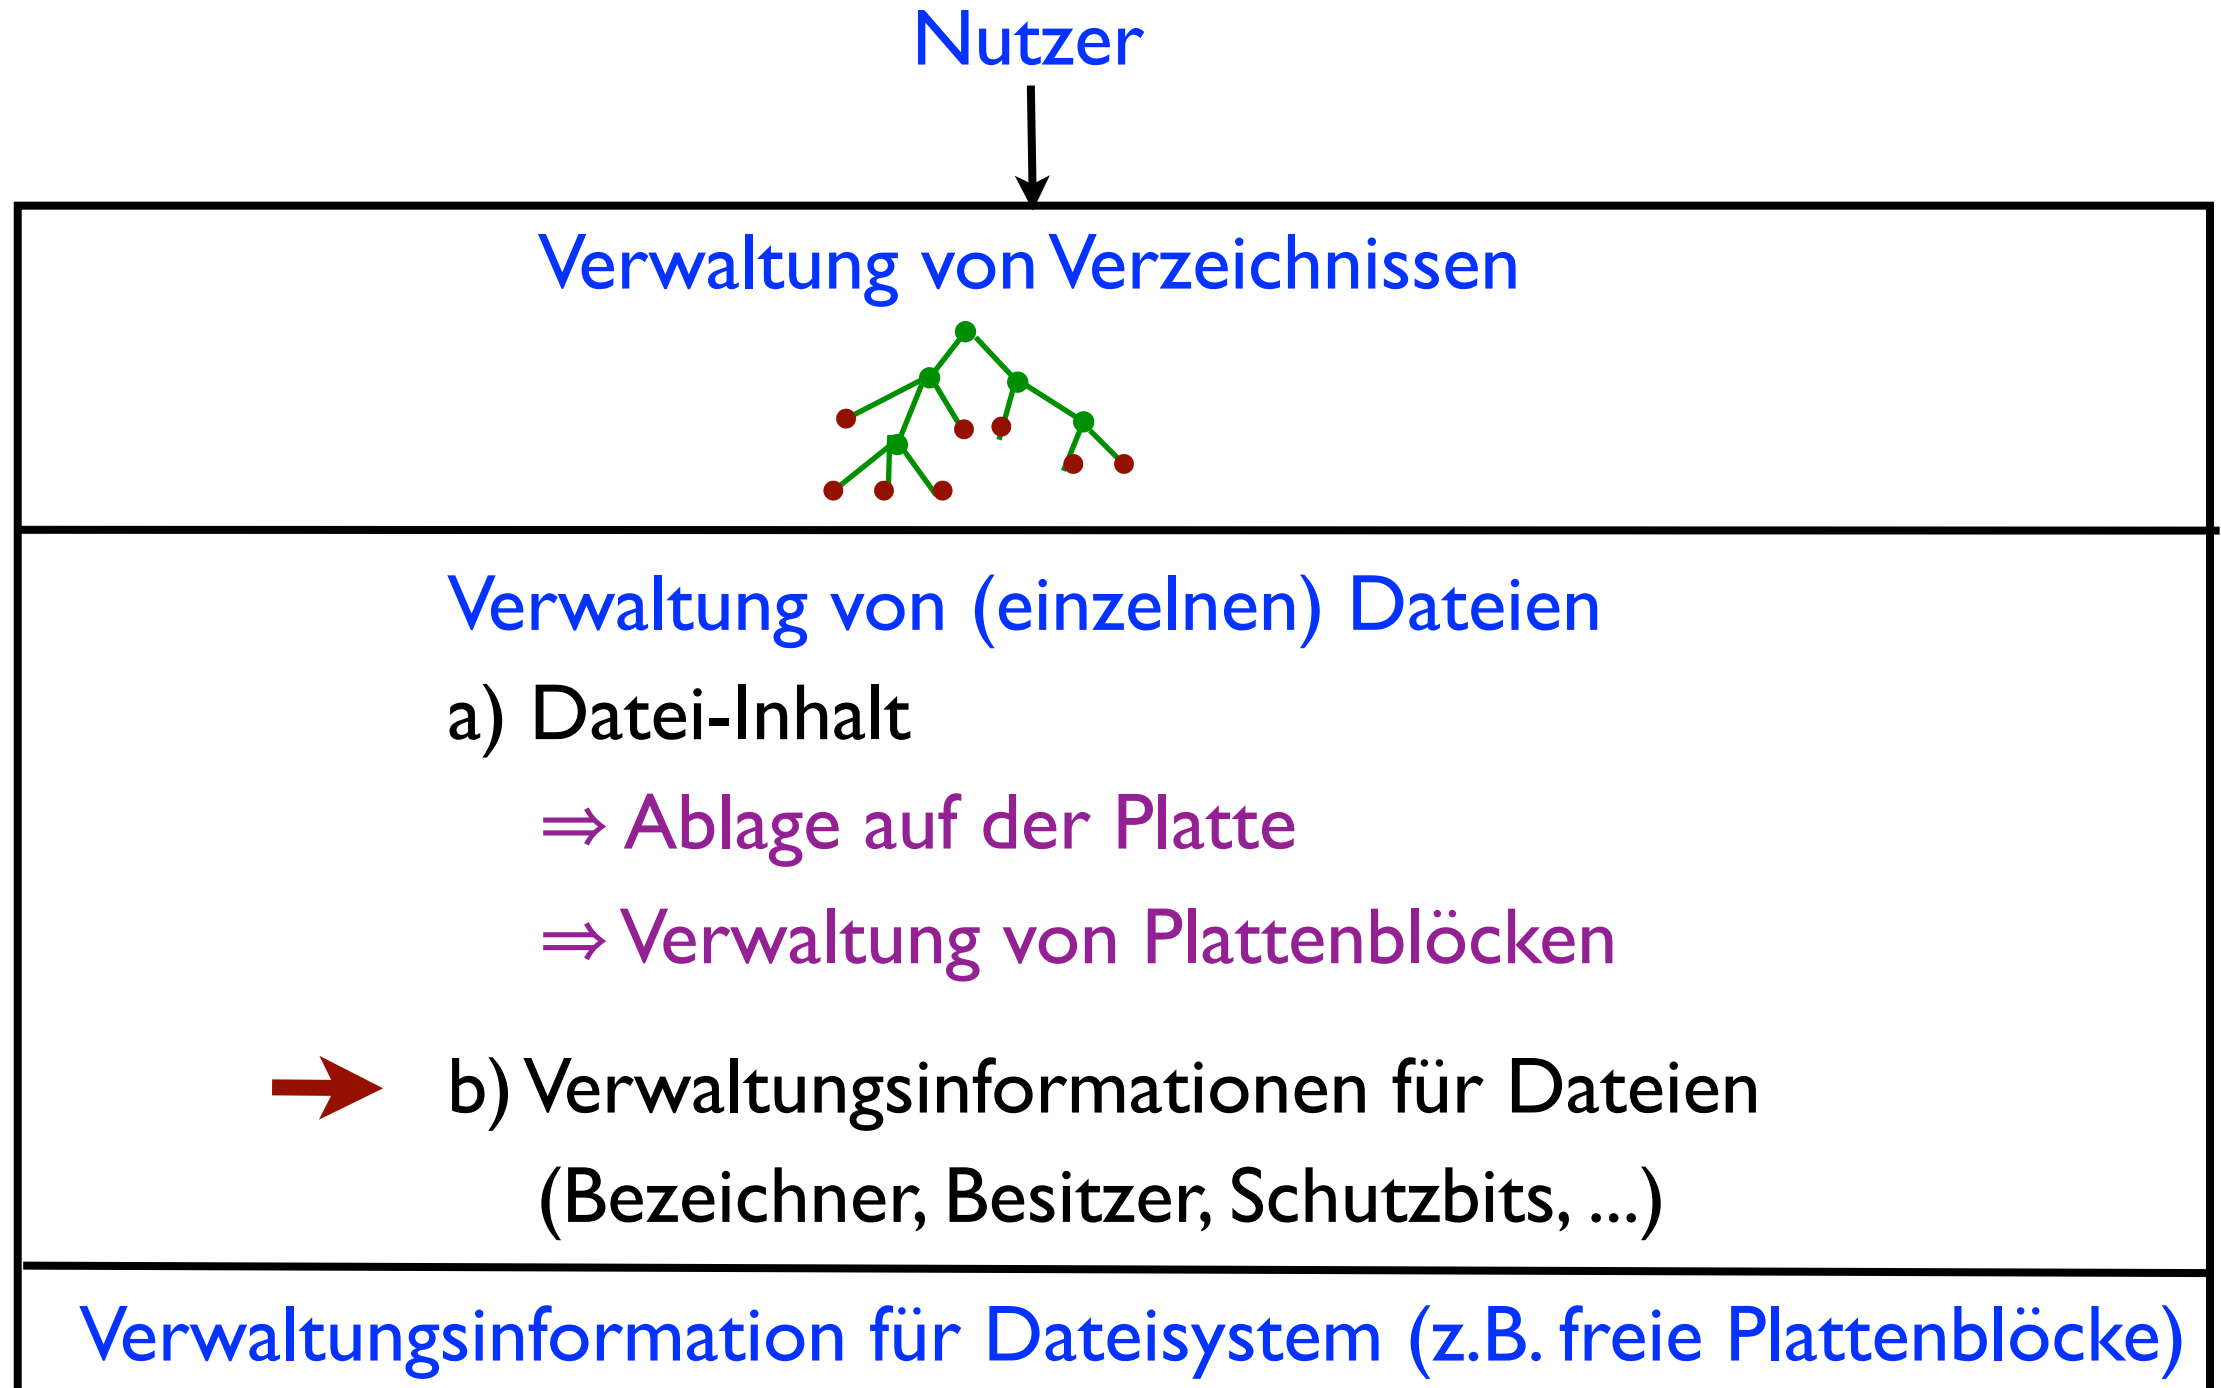 Nutzer
Verwaltung von Verzeichnissen
Verwaltung von (einzelnen) Dateien
a) Datei-Inhalt
⇒ Ablage auf der Platte
⇒ Verwaltung von Plattenblöcken
b) Verwaltungsinformationen für Dateien
(Bezeichner, Besitzer, Schutzbits, ...)
Verwaltungsinformation für Dateisystem (z.B. freie Plattenblöcke)